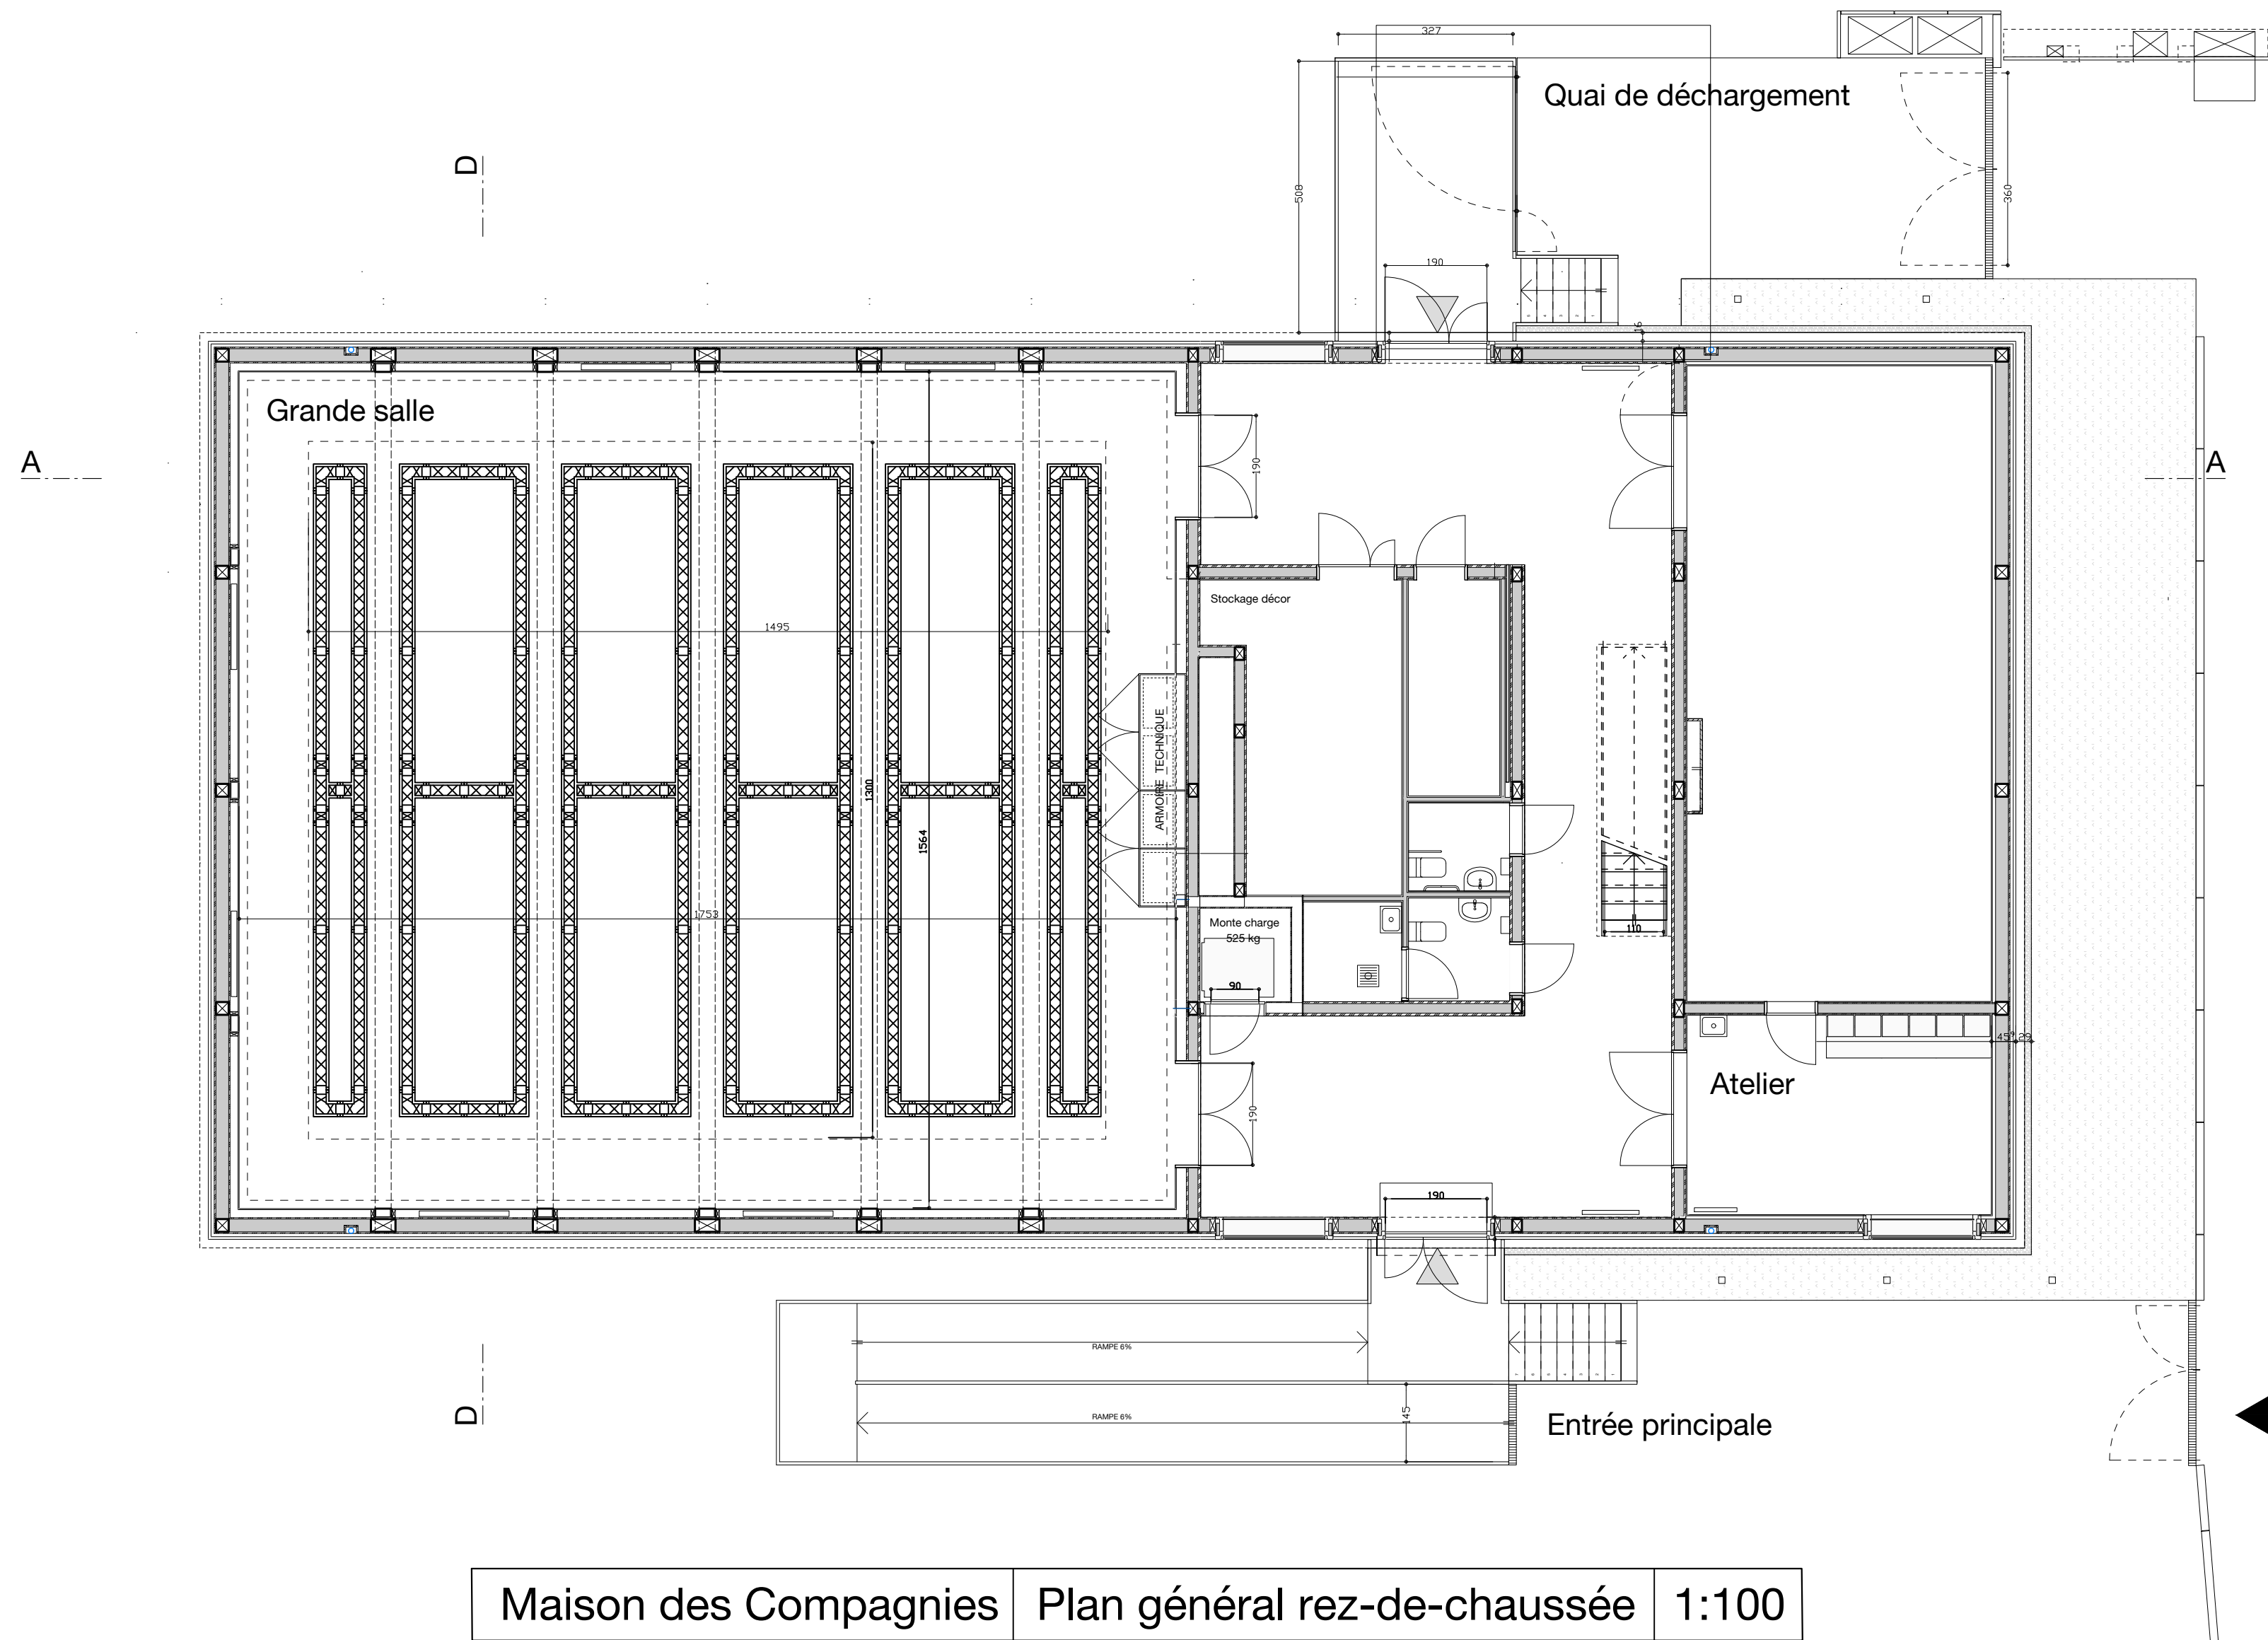 327
Quai de déchargement
D
508
360
190
16
Grande salle
A
A
190
Stockage décor
1495
ARMOIRE TECHNIQUE
1300
1564
1753
Monte charge
525 kg
110
90
45⁹
29
Atelier
190
190
RAMPE 6%
D
145
RAMPE 6%
Entrée principale
Maison des Compagnies
Plan général rez-de-chaussée
1:100